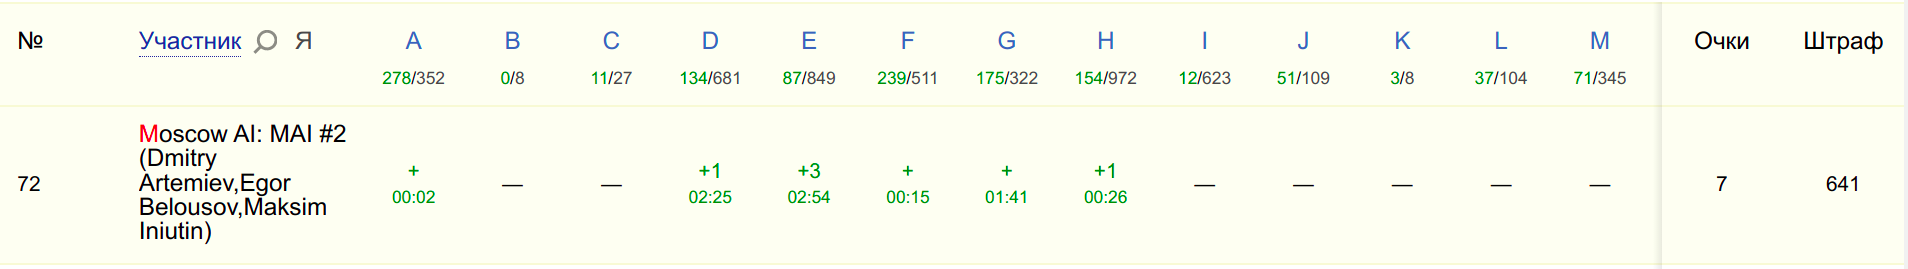 № Участник Я A B C D E F G H I J K L M Очки Штраф
278/352 0/8 11/27 134/681 87/849 239/511 175/322 154/972 12/623 51/109 3/8 37/104 71/345
Moscow AI: MAI #2
(Dmitry
Artemiev,Egor
Belousov,Maksim
Iniutin)
72 + — — +1 +3 + + +1 — — — — — 7 641
00:02 02:25 02:54 00:15 01:41 00:26